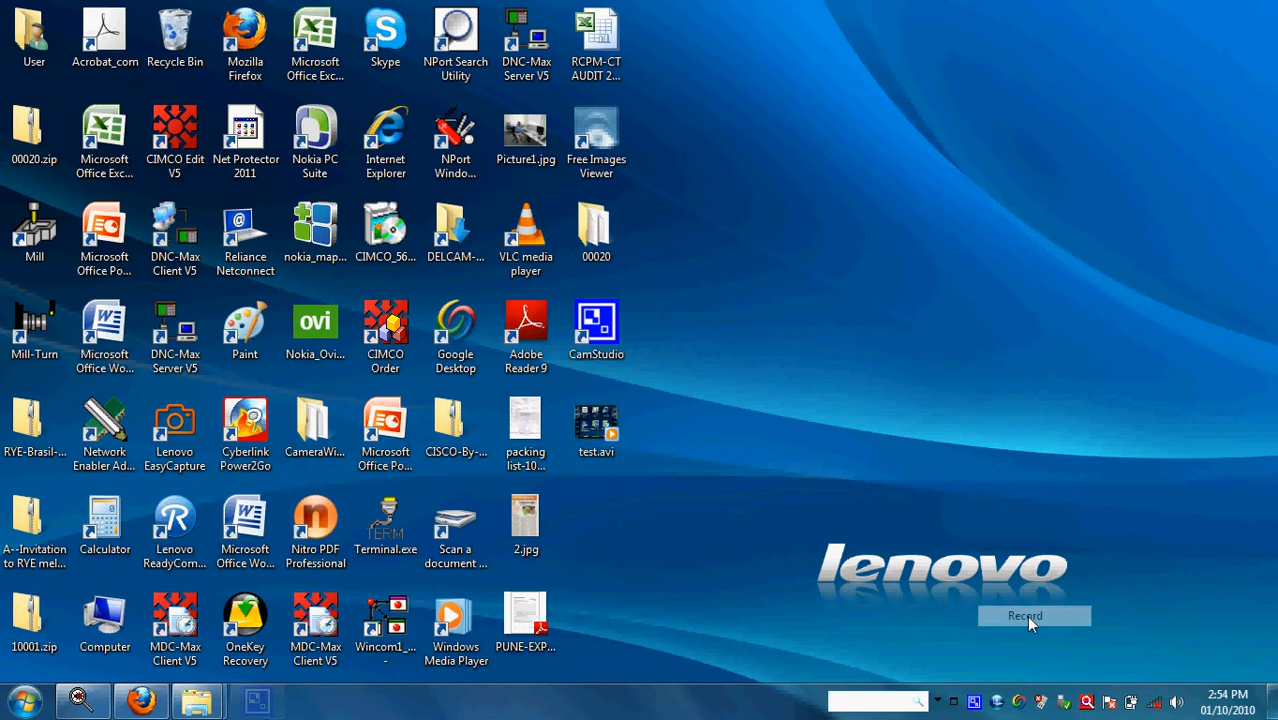 User
Acrobat_com
Recycle Bin
Mozilla
Firefox
Microsoft
Office Exc...
Skype
NPort Search
Utility
DNC-Max
Server V5
RCPM-CT
AUDIT 2...
00020.zip
Microsoft
Office Exc...
CIMCO Edit
V5
Net Protector
2011
Nokia PC
Suite
Internet
Explorer
NPort
Windo...
Picture1.jpg
Free Images
Viewer
Mill
Microsoft
Office Po...
DNC-Max
Client V5
Reliance
Netconnect
nokia_map...
CIMCO_56...
DELCAM-...
VLC media
player
00020
Mill-Turn
Microsoft
Office Wo...
DNC-Max
Server V5
Paint
ovi
Nokia_Ovi...
CIMCO
Order
Google
Desktop
Adobe
Reader 9
CamStudio
RYE-Brasil-...
Network
Enabler Ad...
Lenovo
EasyCapture
Cyberlink
Power2Go
CameraWi...
Microsoft
Office Po...
CISCO-By-...
packing
list-10...
test.avi
A--Invitation
to RYE mel...
Calculator
Lenovo
ReadyCom...
Microsoft
Office Wo...
Nitro PDF
Professional
TERM
Terminal.exe
Scan a
document ...
2.jpg
lenovo
Record
10001.zip
Computer
MDC-Max
Client V5
OneKey
Recovery
MDC-Max
Client V5
Wincom1_...
-
Windows
Media Player
PUNE-EXP...
2:54 PM
01/10/2010